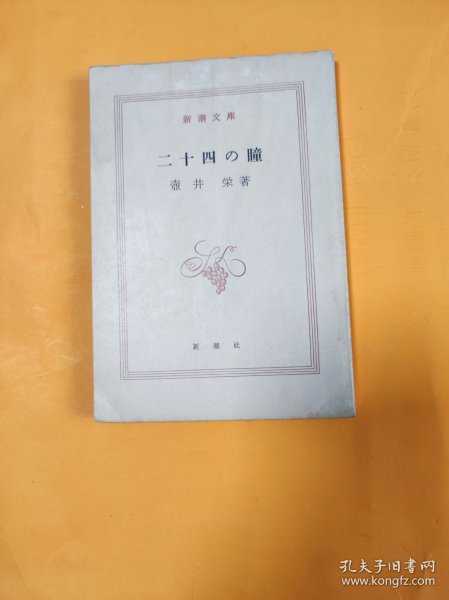 新潮文庫
二十四の瞳
壺井 栄著
新潮社
孔夫子旧书网
www.kongfz.com